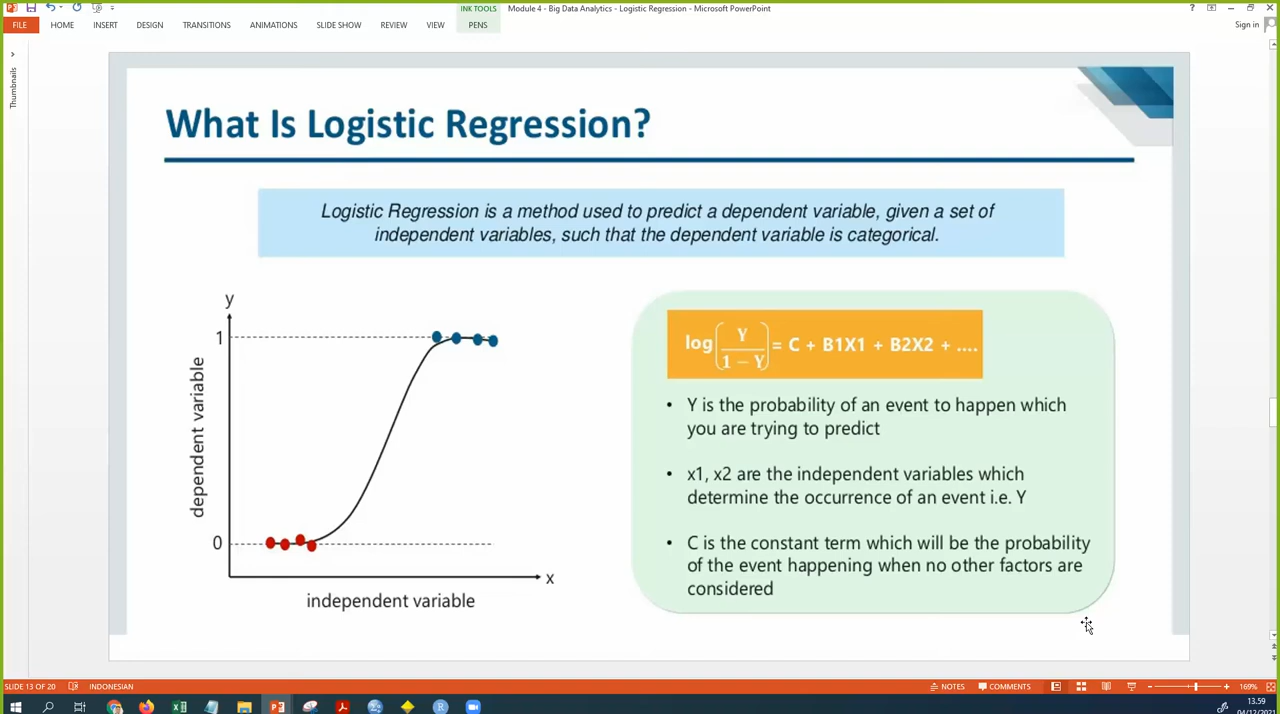 INK TOOLS
Module 4 - Big Data Analytics - Logistic Regression - Microsoft PowerPoint
?
FILE HOME INSERT DESIGN TRANSITIONS ANIMATIONS SLIDE SHOW REVIEW VIEW PENS
Sign in
Thumbnails
What Is Logistic Regression?
Logistic Regression is a method used to predict a dependent variable, given a set of
independent variables, such that the dependent variable is categorical.
y
1
dependent variable
0
x
independent variable
log(Y / 1 − Y) = C + B1X1 + B2X2 + ....
• Y is the probability of an event to happen which
you are trying to predict
• x1, x2 are the independent variables which
determine the occurrence of an event i.e. Y
• C is the constant term which will be the probability
of the event happening when no other factors are
considered
SLIDE 13 OF 20 INDONESIAN NOTES COMMENTS 169%
13.59
04/12/2021